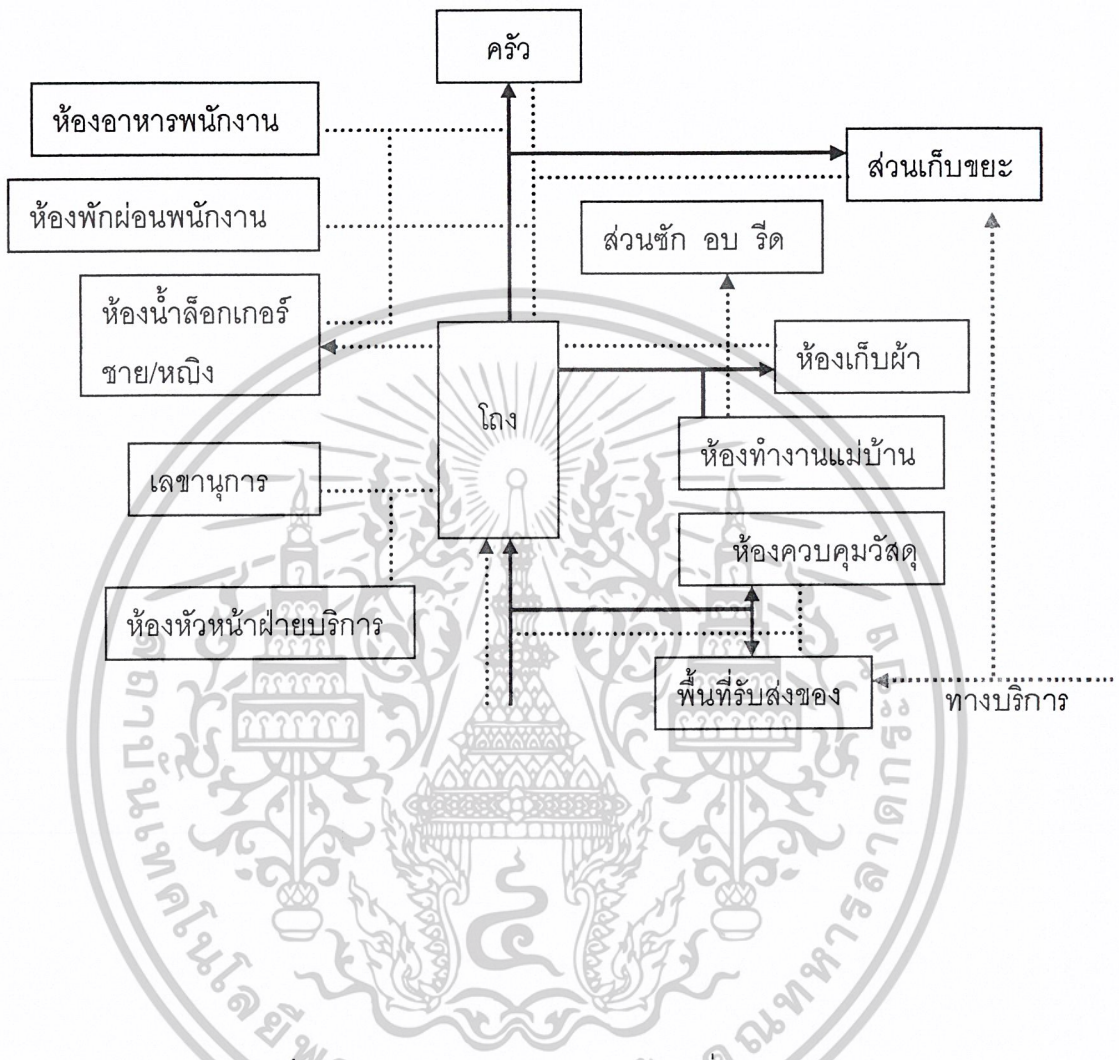 ครัว
ห้องอาหารพนักงาน
ส่วนเก็บขยะ
ห้องพักผ่อนพนักงาน
ส่วนซัก อบ รีด
ห้องน้ำล็อกเกอร์
ชาย/หญิง
ห้องเก็บผ้า
โถง
ห้องทำงานแม่บ้าน
เลขานุการ
ห้องควบคุมวัสดุ
ห้องหัวหน้าฝ่ายบริการ
พื้นที่รับส่งของ
ทางบริการ